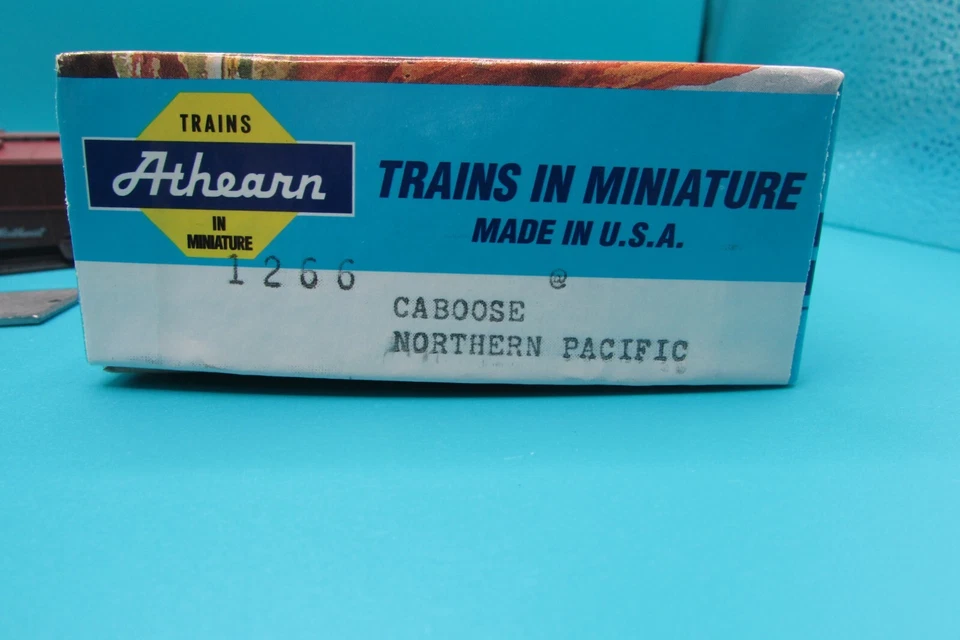 TRAINS
Athearn
IN
MINIATURE
TRAINS IN MINIATURE
MADE IN U.S.A.
1266 @
CABOOSE
NORTHERN PACIFIC